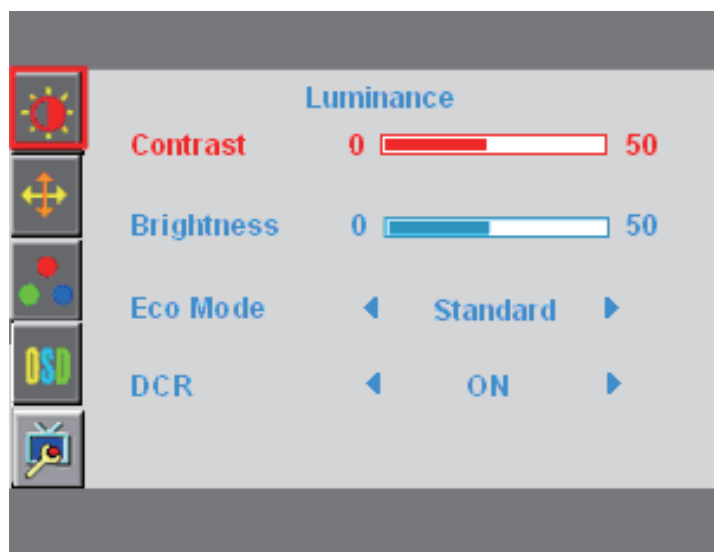 Luminance
Contrast 0 50
Brightness 0 50
Eco Mode Standard
OSD
DCR ON